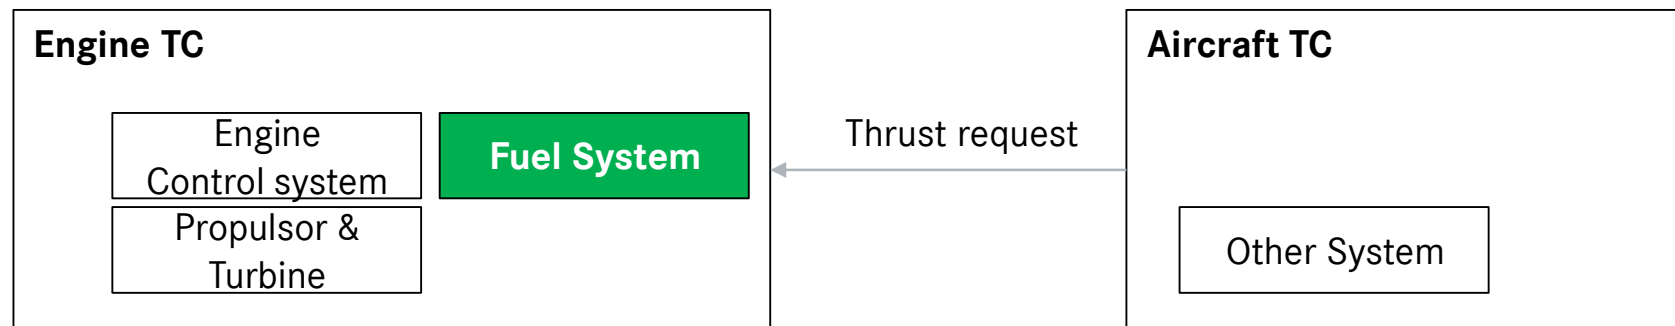 Engine TC
Aircraft TC
Engine
Control system
Fuel System
Thrust request
Propulsor &
Turbine
Other System